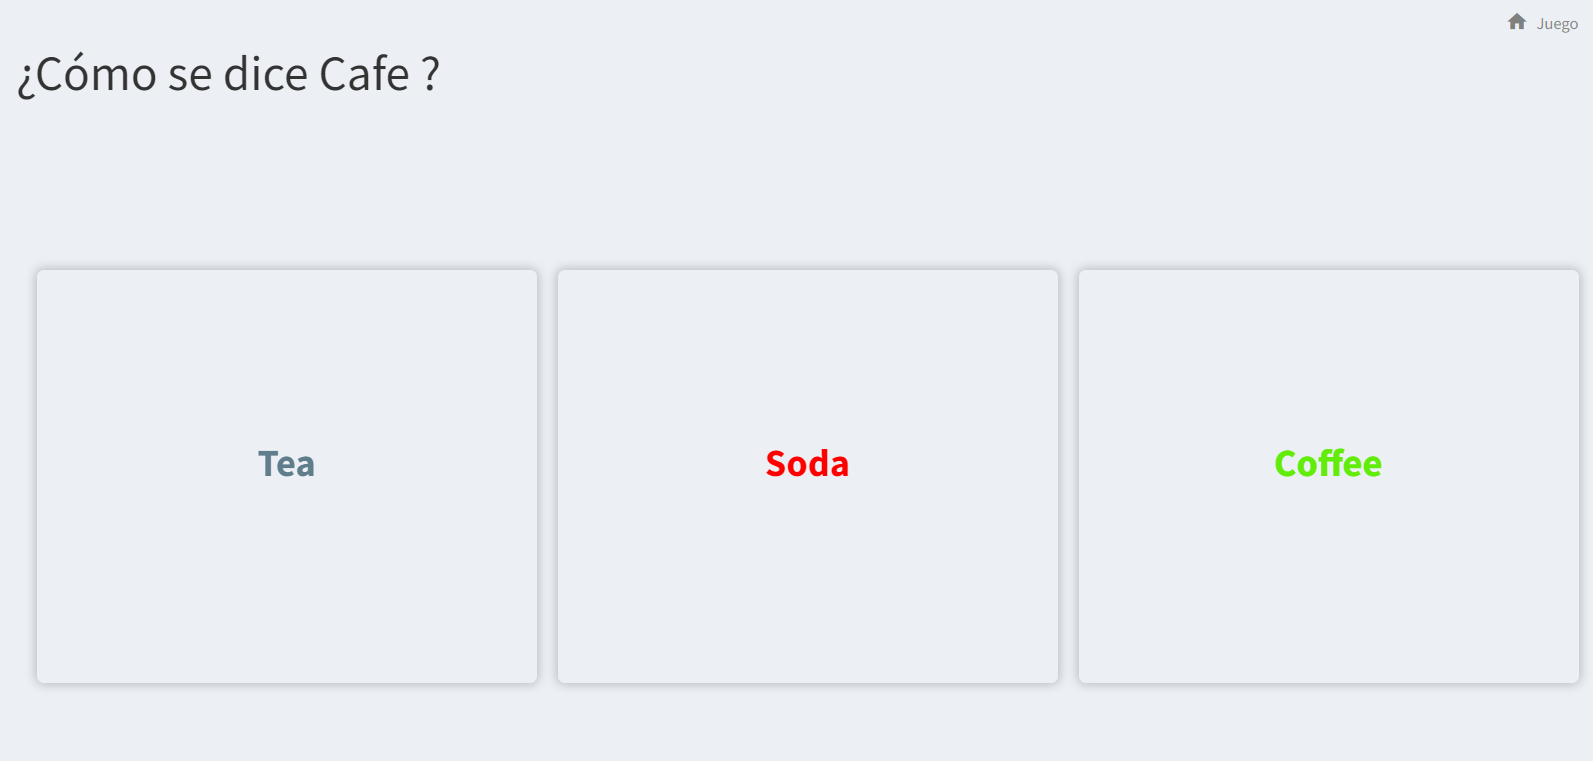 Juego
¿Cómo se dice Cafe ?
Tea
Soda
Coffee